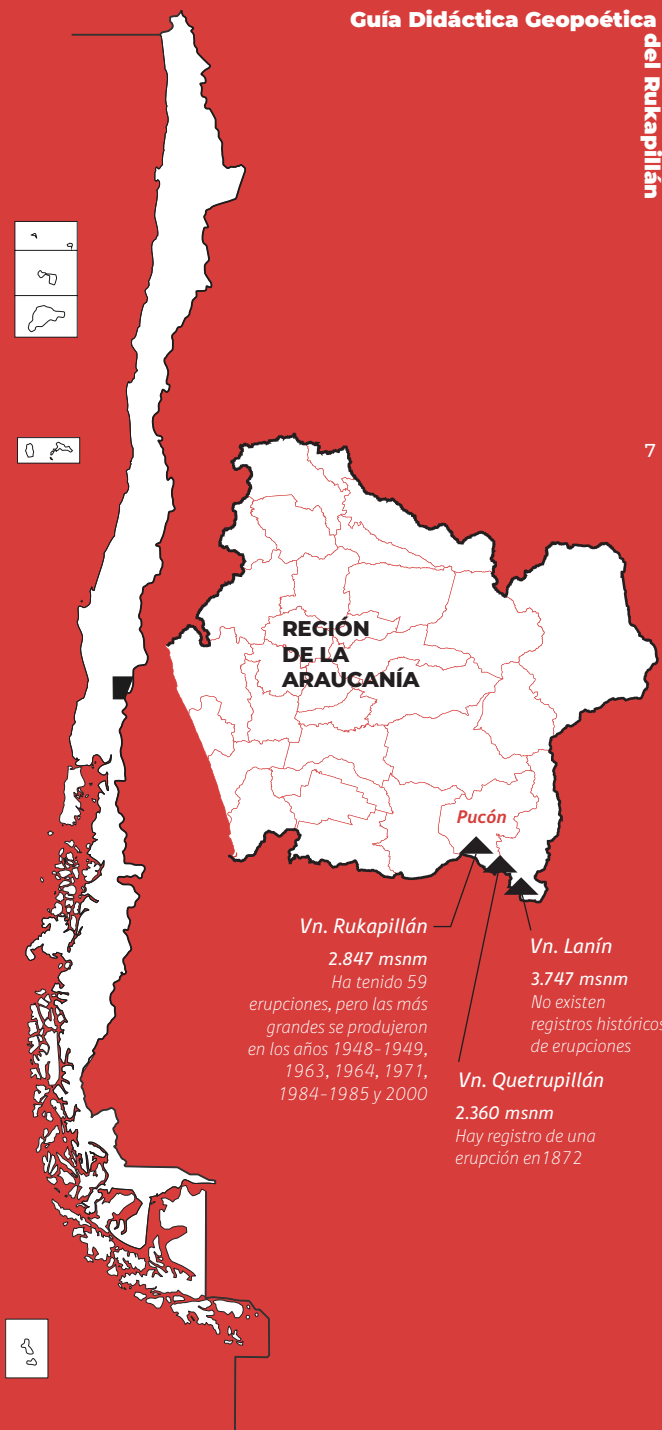 Guía Didáctica Geopoética
del Rukapillán
7
REGIÓN
DE LA
ARAUCANÍA
Pucón
Vn. Rukapillán
2.847 msnm
Ha tenido 59
erupciones, pero las más
grandes se produjeron
en los años 1948-1949,
1963, 1964, 1971,
1984-1985 y 2000
Vn. Lanín
3.747 msnm
No existen
registros históricos
de erupciones
Vn. Quetrupillán
2.360 msnm
Hay registro de una
erupción en1872